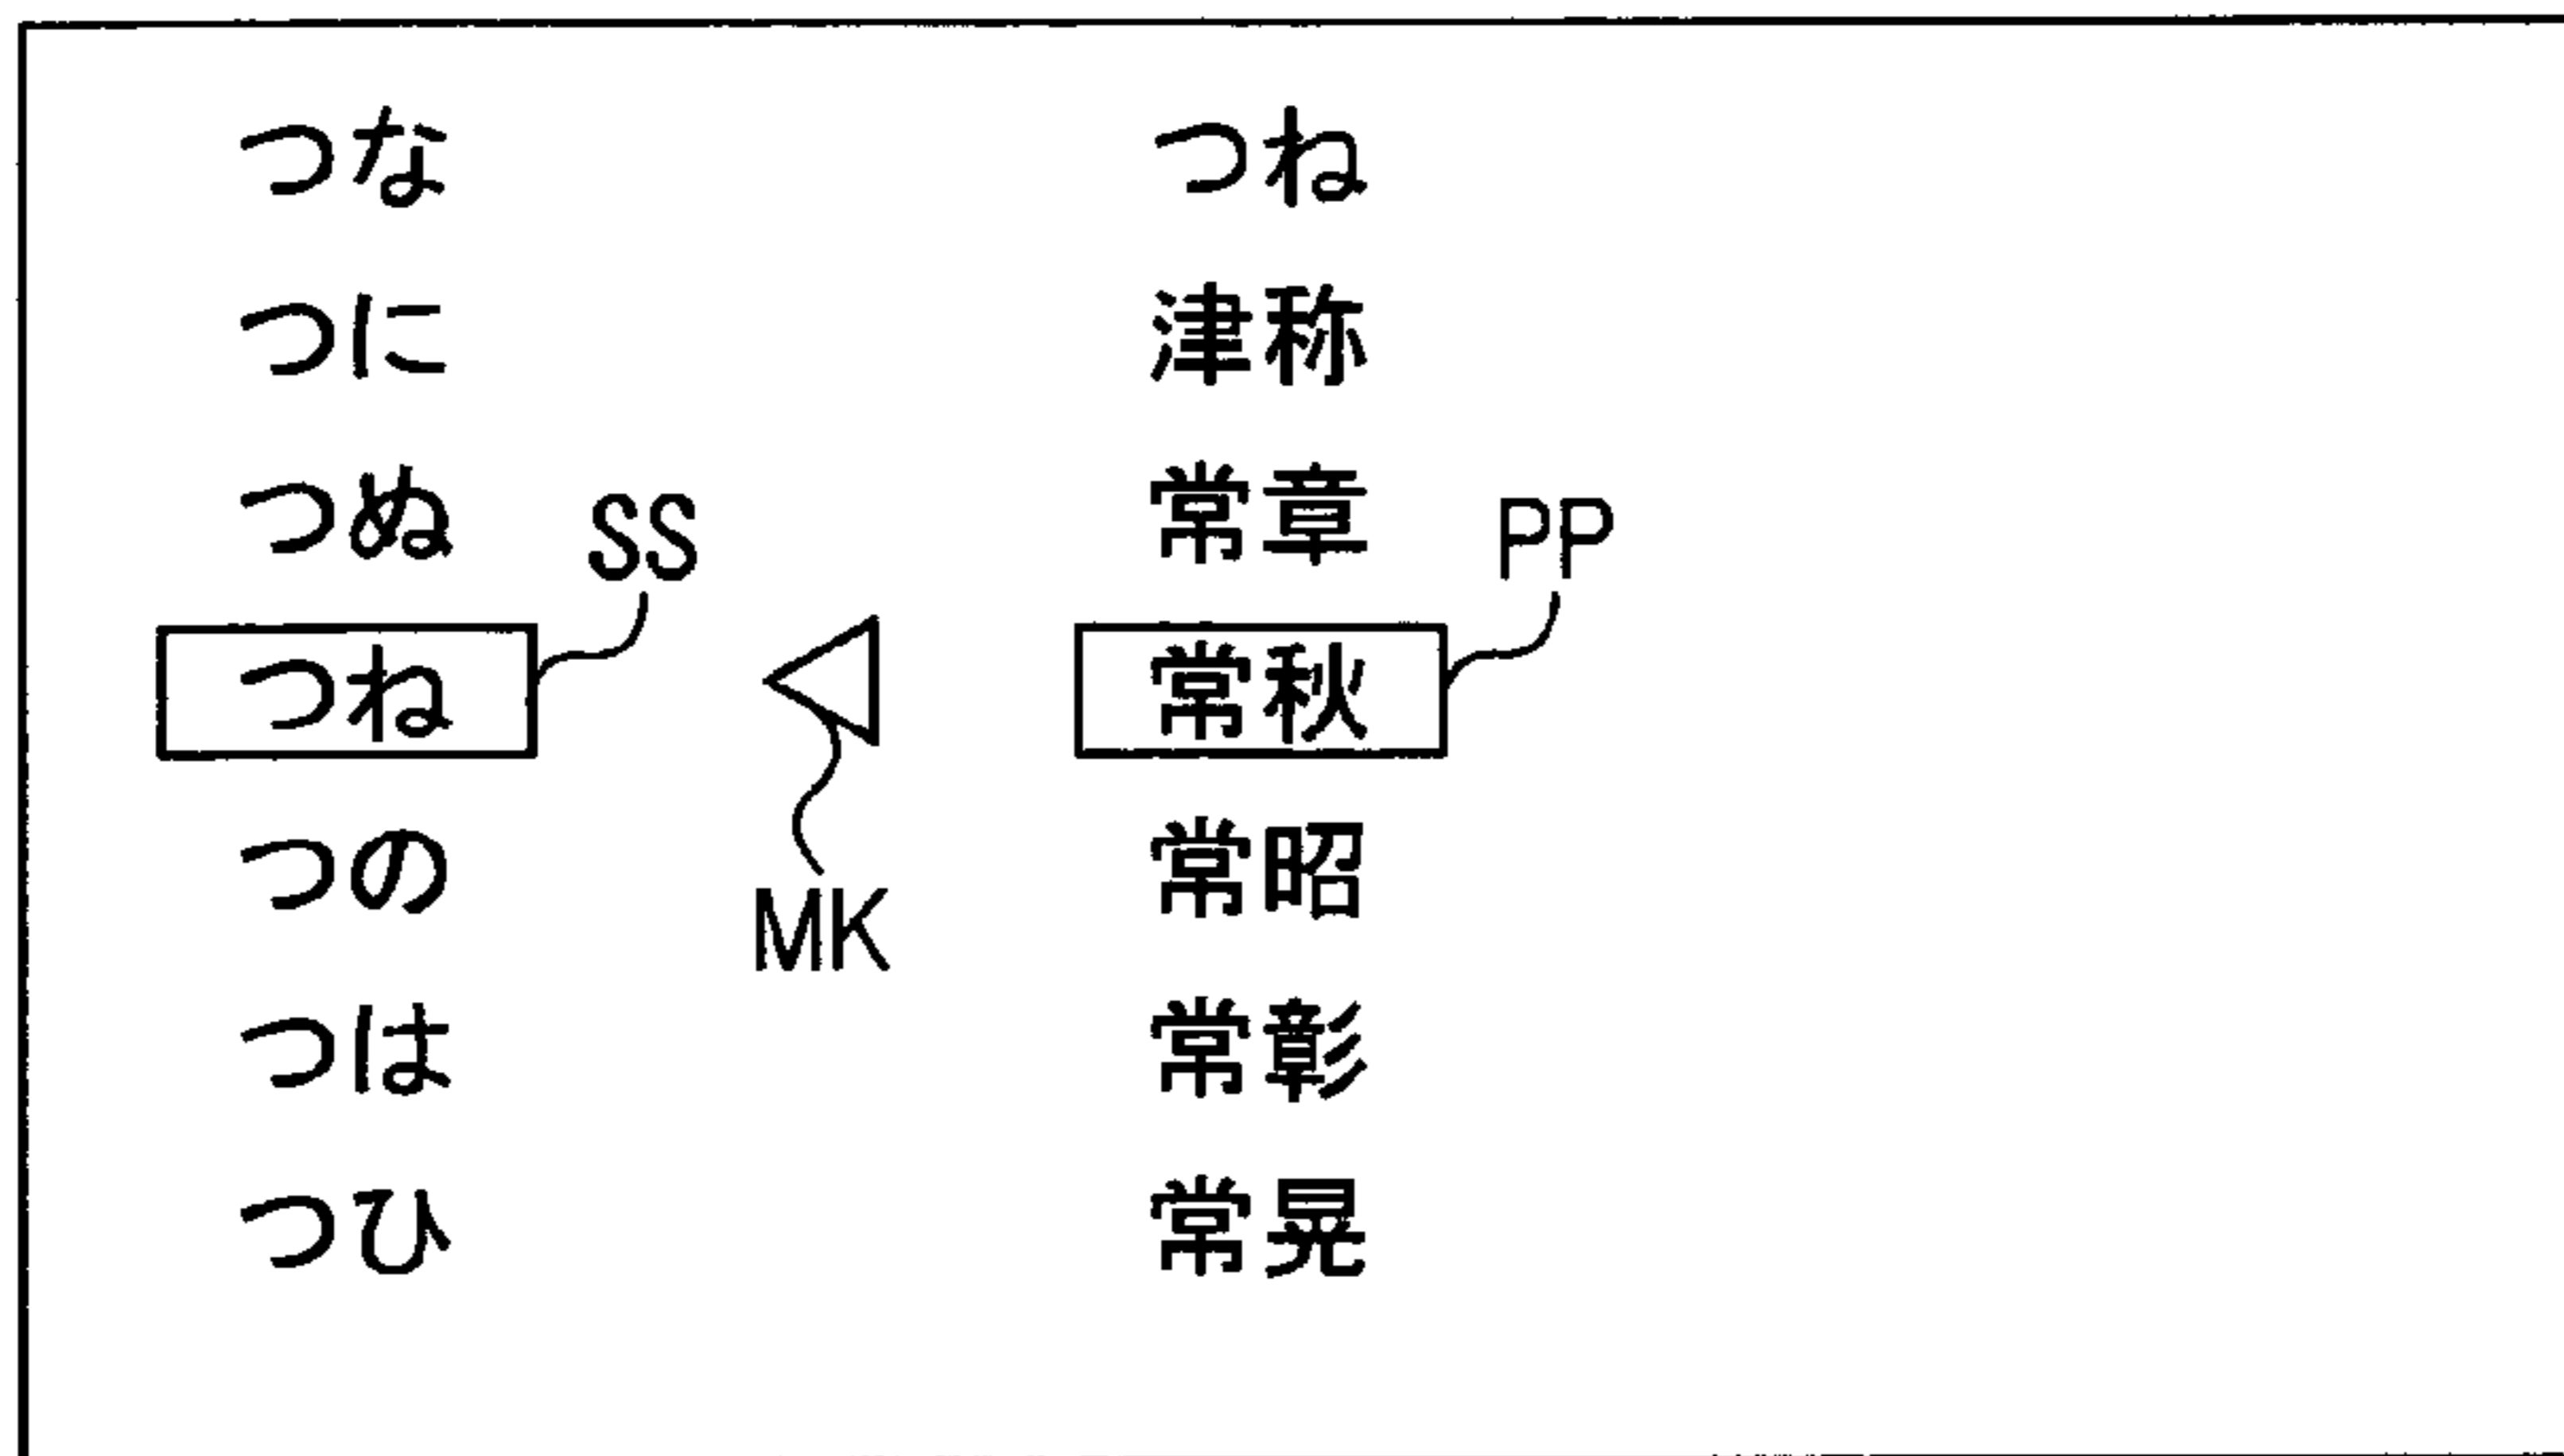 つな つね
つに 津称
つぬ SS 常章 PP
つね 常秋
つの 常昭
MK
つは 常彰
つひ 常晃